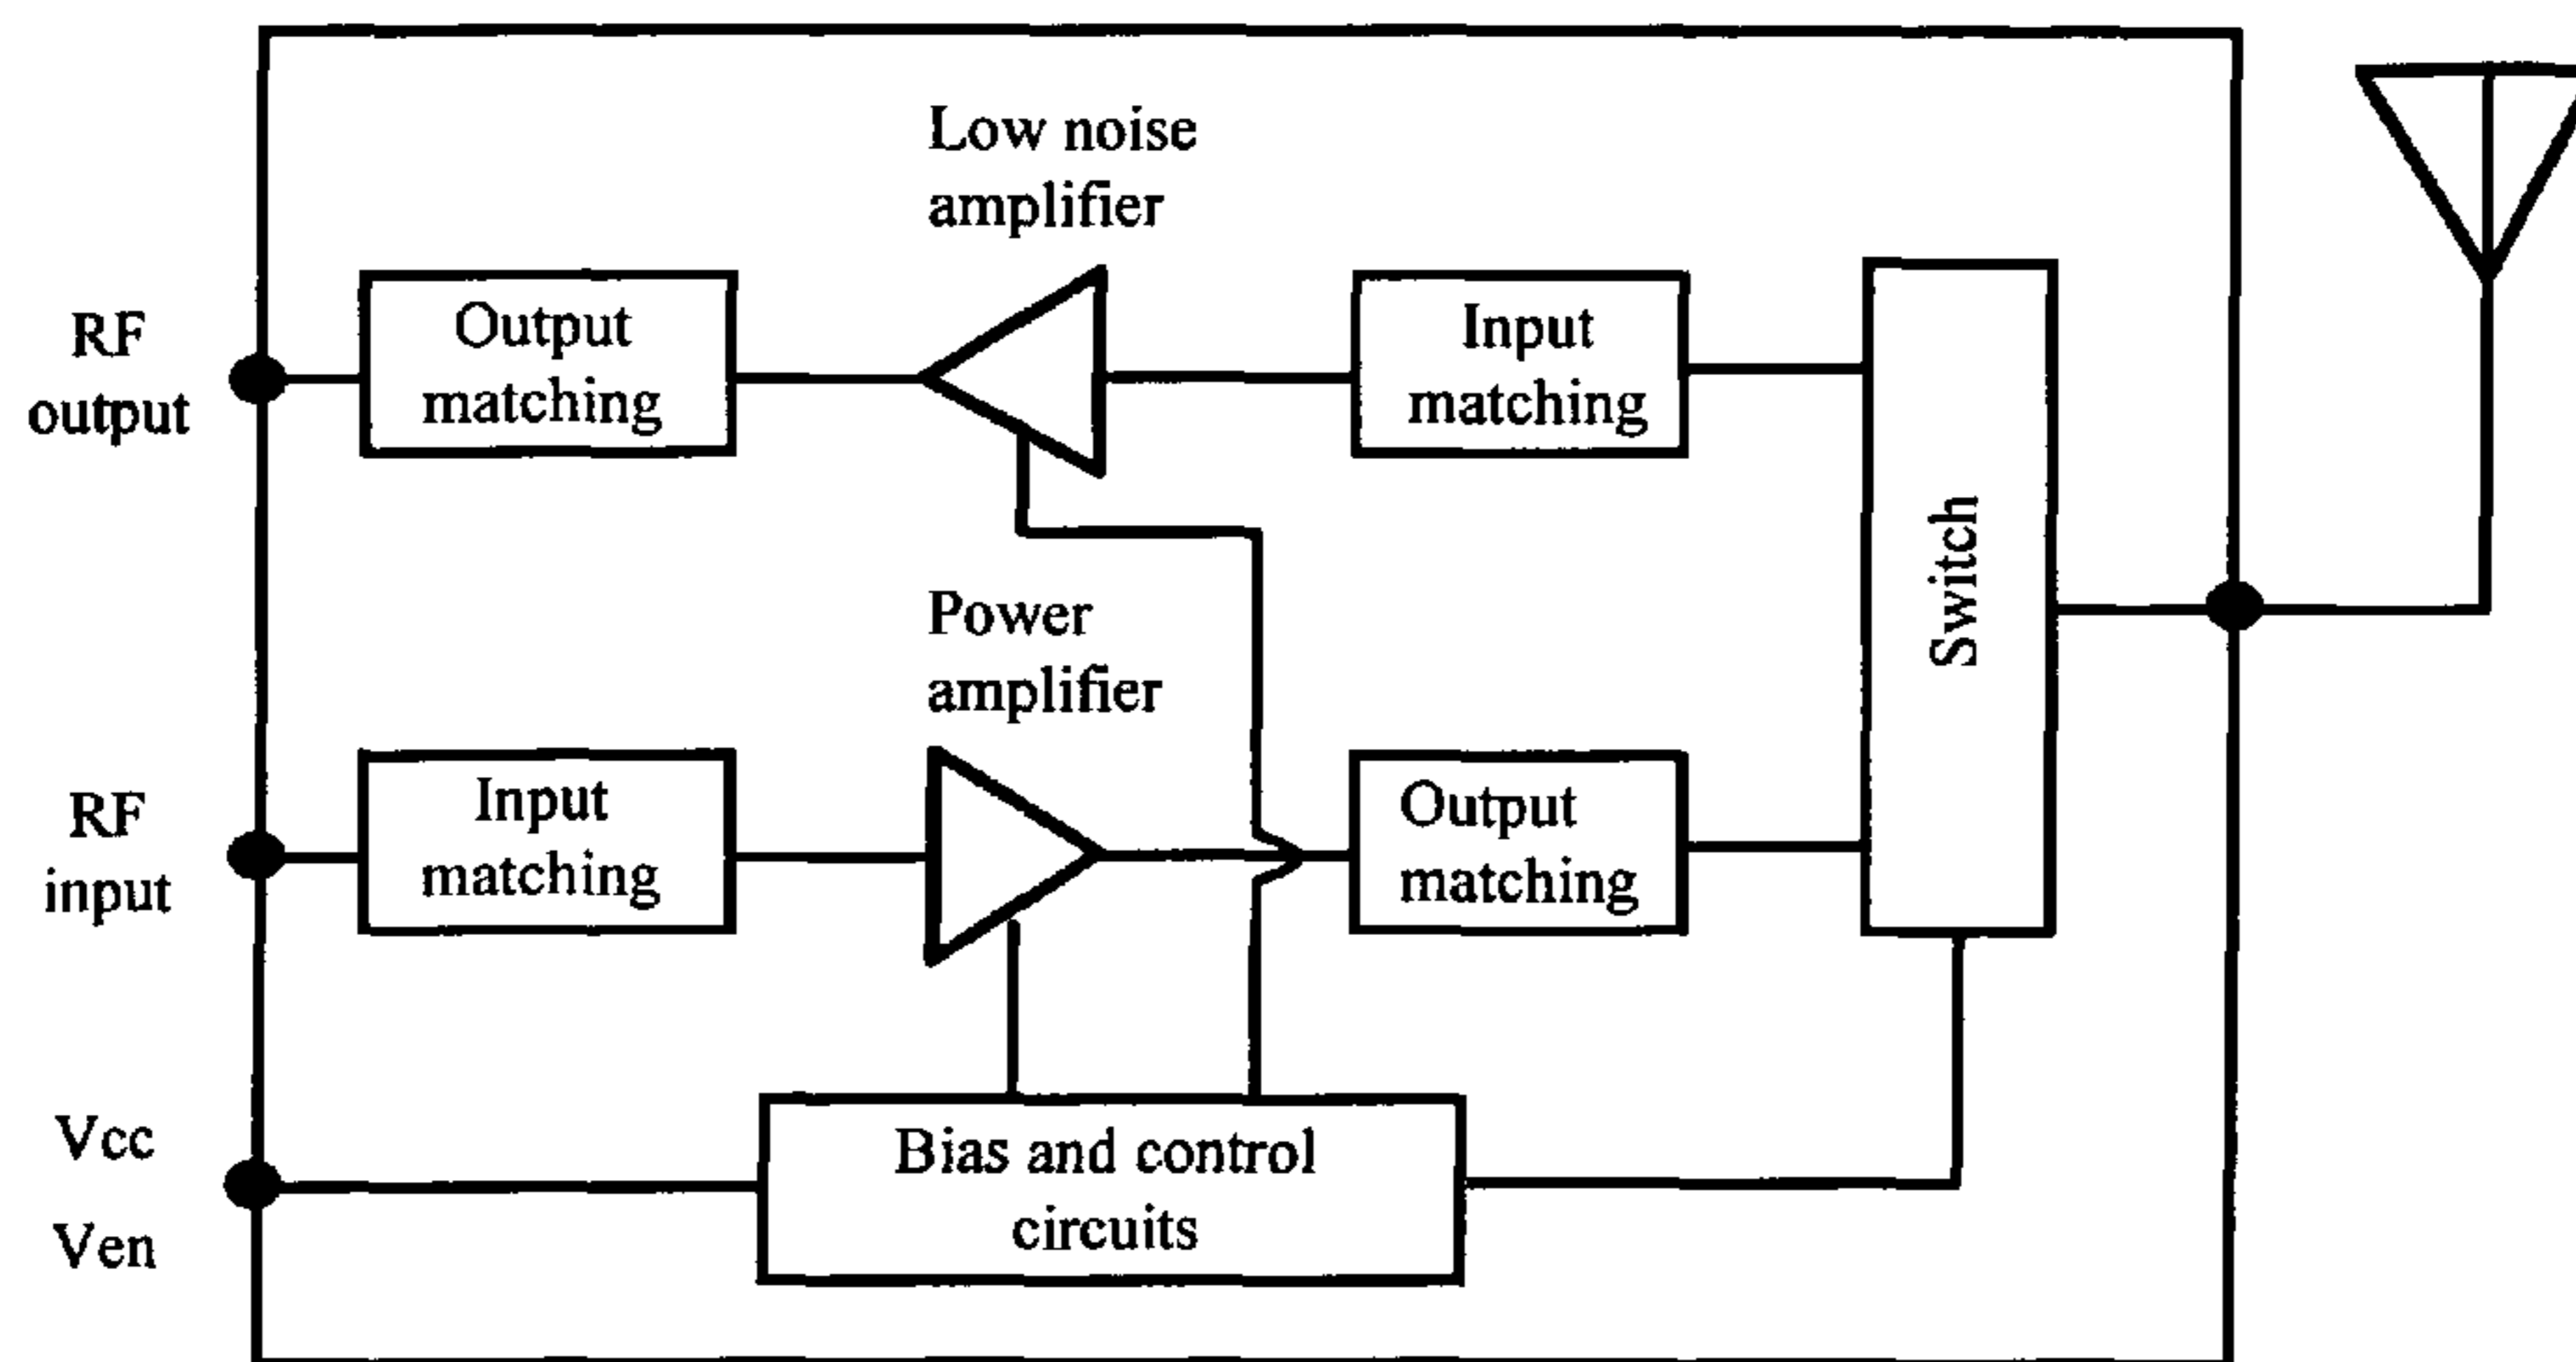 Low noise
amplifier
RF
output
Output
matching
Input
matching
Switch
Power
amplifier
RF
input
Input
matching
Output
matching
Vcc
Ven
Bias and control
circuits